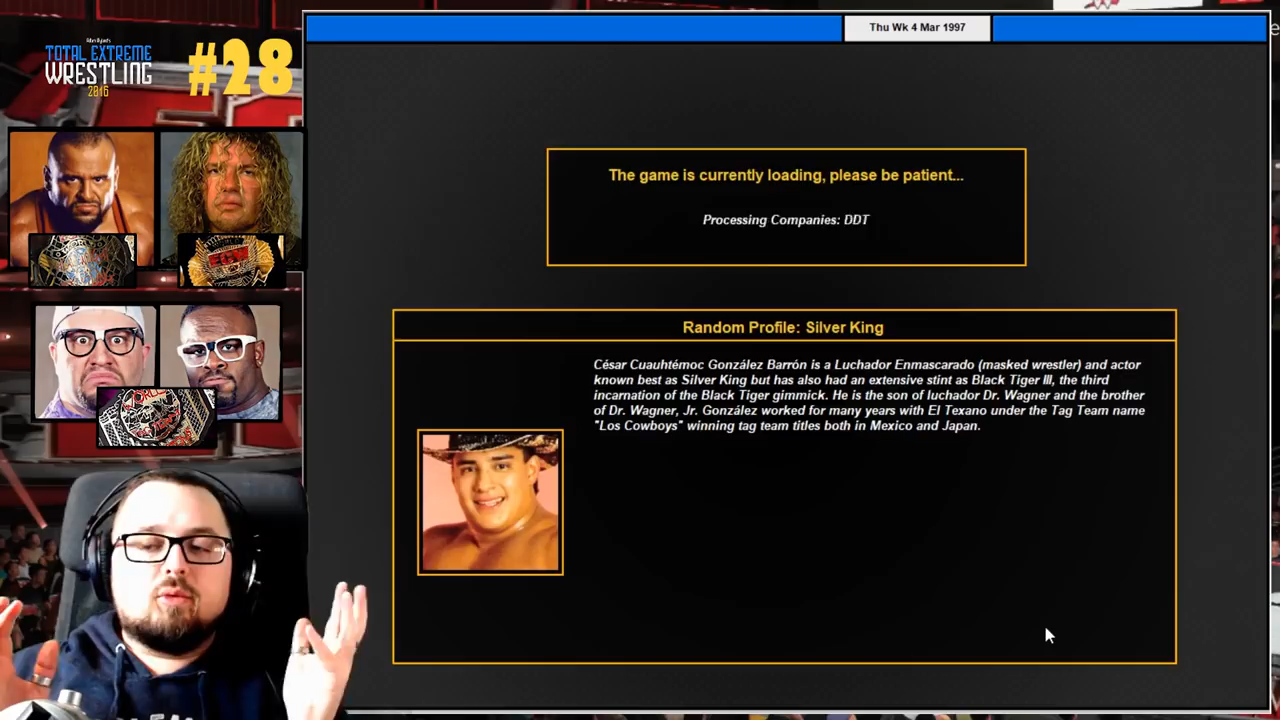 Thu Wk 4 Mar 1997
TOTAL EXTREME
WRESTLING
2016
#28
The game is currently loading, please be patient...
Processing Companies: DDT
Random Profile: Silver King
César Cuauhtémoc González Barrón is a Luchador Enmascarado (masked wrestler) and actor
known best as Silver King but has also had an extensive stint as Black Tiger III, the third
incarnation of the Black Tiger gimmick. He is the son of luchador Dr. Wagner and the brother
of Dr. Wagner, Jr. González worked for many years with El Texano under the Tag Team name
"Los Cowboys" winning tag team titles both in Mexico and Japan.
ECW
WORLD